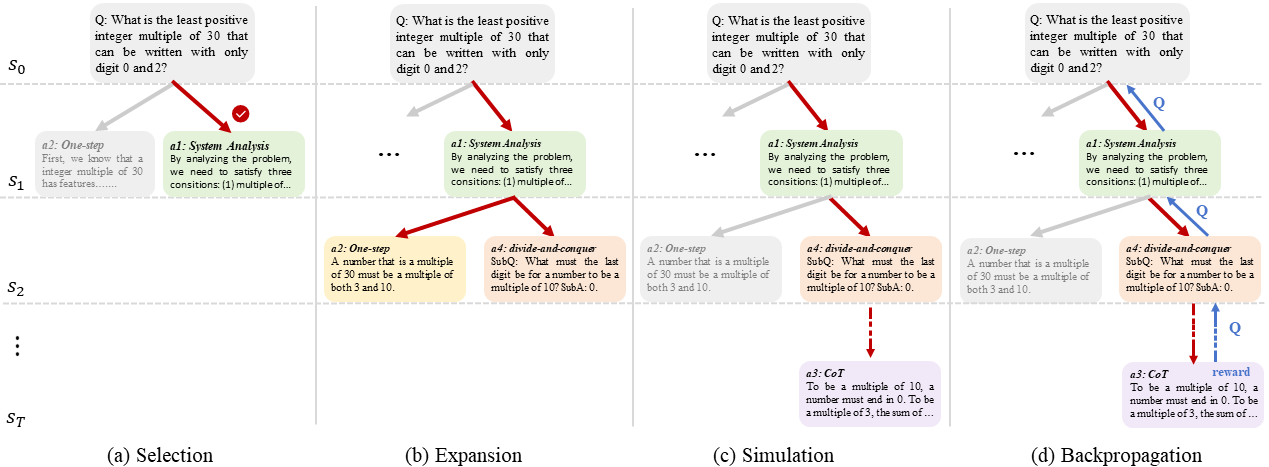 Q: What is the least positive
integer multiple of 30 that
can be written with only
digit 0 and 2?
Q: What is the least positive
integer multiple of 30 that
can be written with only
digit 0 and 2?
Q: What is the least positive
integer multiple of 30 that
can be written with only
digit 0 and 2?
Q: What is the least positive
integer multiple of 30 that
can be written with only
digit 0 and 2?
s0
Q
a2: One-step
First, we know that a
integer multiple of 30
has features…….
a1: System Analysis
By analyzing the problem,
we need to satisfy three
consitions: (1) multiple of…
...
a1: System Analysis
By analyzing the problem,
we need to satisfy three
consitions: (1) multiple of…
...
a1: System Analysis
By analyzing the problem,
we need to satisfy three
consitions: (1) multiple of…
...
a1: System Analysis
By analyzing the problem,
we need to satisfy three
consitions: (1) multiple of…
s1
Q
a2: One-step
A number that is a multiple
of 30 must be a multiple of
both 3 and 10.
a4: divide-and-conquer
SubQ: What must the last
digit be for a number to be a
multiple of 10? SubA: 0.
a2: One-step
A number that is a multiple
of 30 must be a multiple of
both 3 and 10.
a4: divide-and-conquer
SubQ: What must the last
digit be for a number to be a
multiple of 10? SubA: 0.
a2: One-step
A number that is a multiple
of 30 must be a multiple of
both 3 and 10.
a4: divide-and-conquer
SubQ: What must the last
digit be for a number to be a
multiple of 10? SubA: 0.
s2
Q
⋮
a3: CoT
To be a multiple of 10, a
number must end in 0. To be
a multiple of 3, the sum of …
a3: CoT
reward
To be a multiple of 10, a
number must end in 0. To be
a multiple of 3, the sum of …
sT
(a) Selection
(b) Expansion
(c) Simulation
(d) Backpropagation